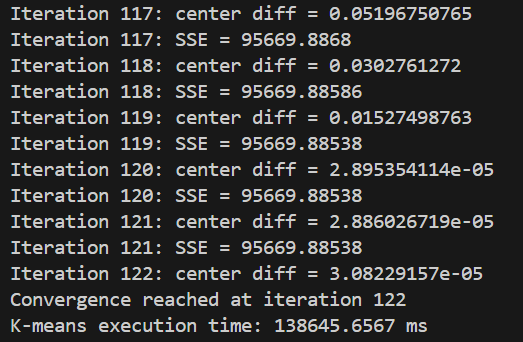 Iteration 117: center diff = 0.05196750765
Iteration 117: SSE = 95669.8868
Iteration 118: center diff = 0.0302761272
Iteration 118: SSE = 95669.88586
Iteration 119: center diff = 0.01527498763
Iteration 119: SSE = 95669.88538
Iteration 120: center diff = 2.895354114e-05
Iteration 120: SSE = 95669.88538
Iteration 121: center diff = 2.886026719e-05
Iteration 121: SSE = 95669.88538
Iteration 122: center diff = 3.08229157e-05
Convergence reached at iteration 122
K-means execution time: 138645.6567 ms